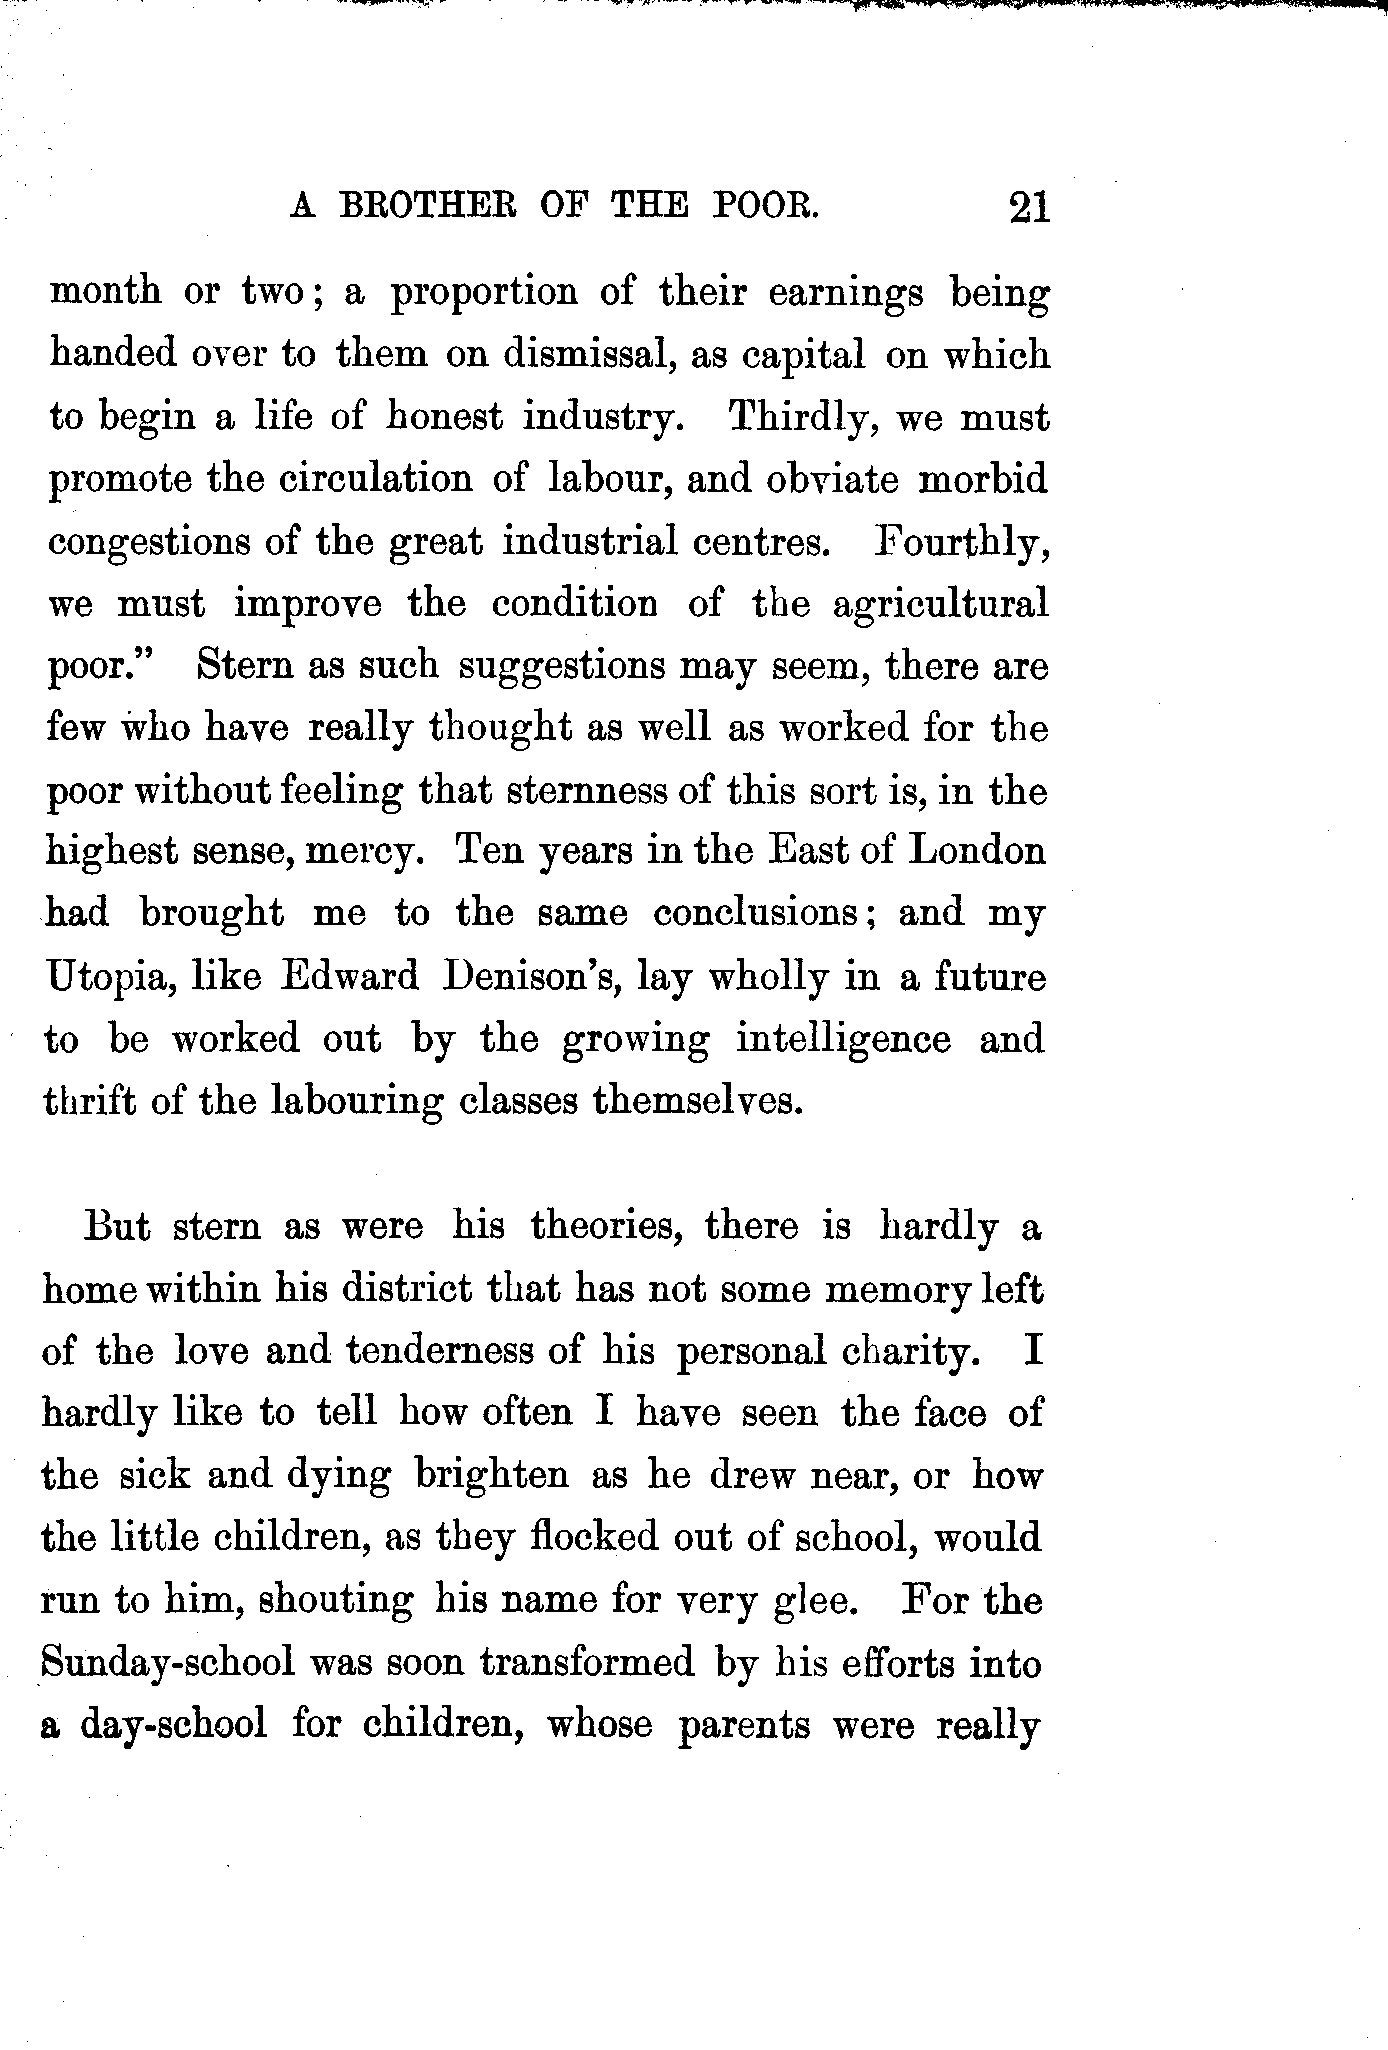 A BROTHER OF THE POOR. 21
month or two; a proportion of their earnings being
handed over to them on dismissal, as capital on which
to begin a life of honest industry. Thirdly, we must
promote the circulation of labour, and obviate morbid
congestions of the great industrial centres. Fourthly,
we must improve the condition of the agricultural
poor.” Stern as such suggestions may seem, there are
few who have really thought as well as worked for the
poor without feeling that sternness of this sort is, in the
highest sense, mercy. Ten years in the East of London
had brought me to the same conclusions; and my
Utopia, like Edward Denison’s, lay wholly in a future
to be worked out by the growing intelligence and
thrift of the labouring classes themselves.
But stern as were his theories, there is hardly a
home within his district that has not some memory left
of the love and tenderness of his personal charity. I
hardly like to tell how often I have seen the face of
the sick and dying brighten as he drew near, or how
the little children, as they flocked out of school, would
run to him, shouting his name for very glee. For the
Sunday-school was soon transformed by his efforts into
a day-school for children, whose parents were really